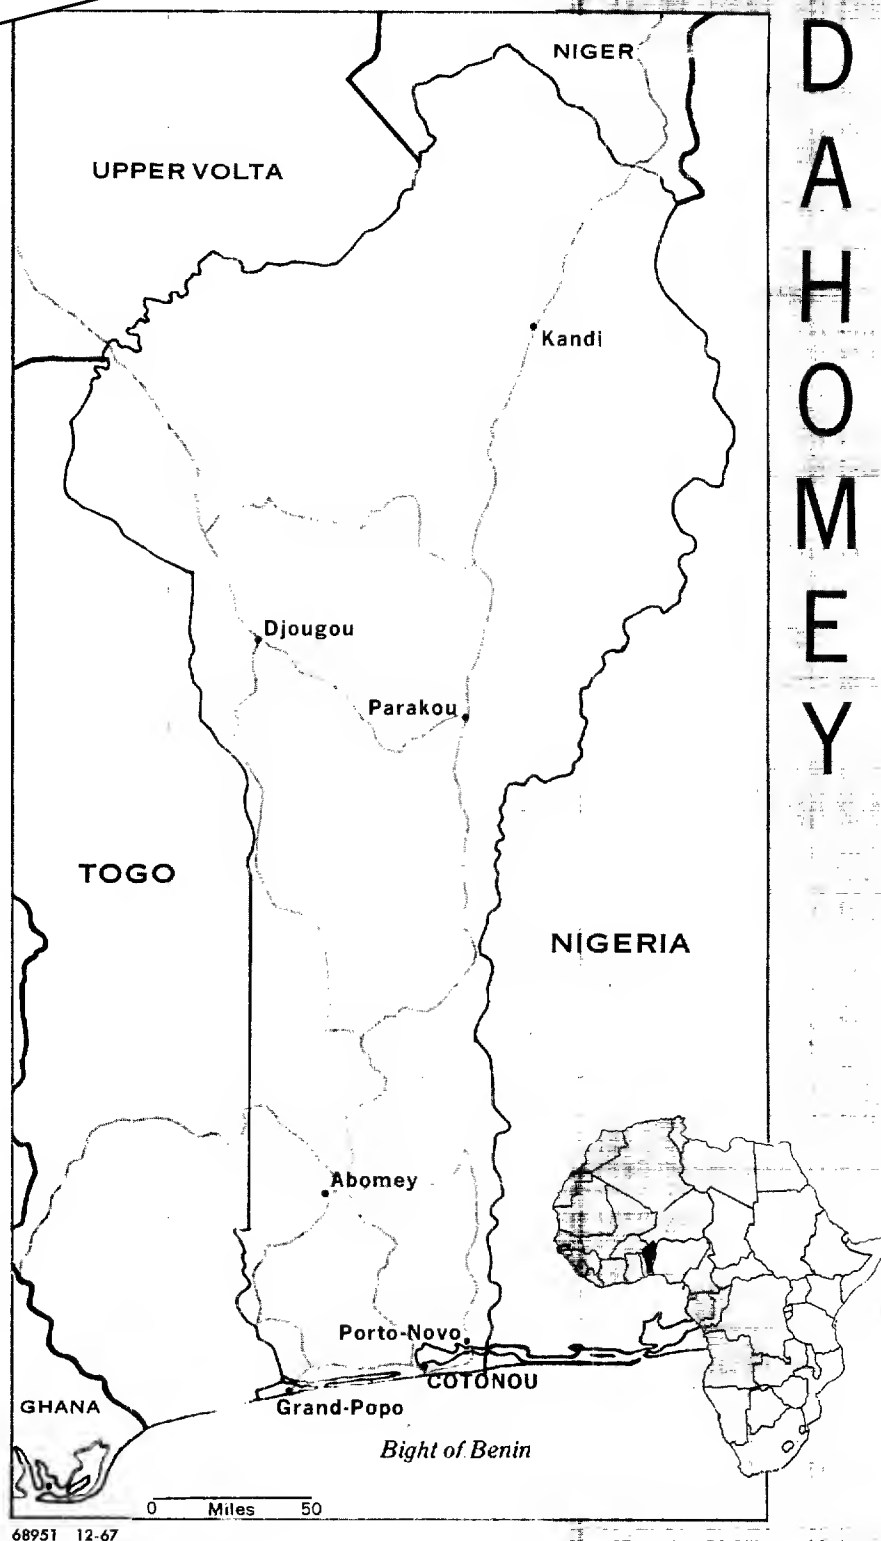 DAHOMEY
NIGER
UPPER VOLTA
Kandi
Djougou
Parakou
TOGO
NIGERIA
Abomey
Porto-Novo
COTONOU
Grand-Popo
GHANA
Bight of Benin
0 Miles 50
68951 12-67